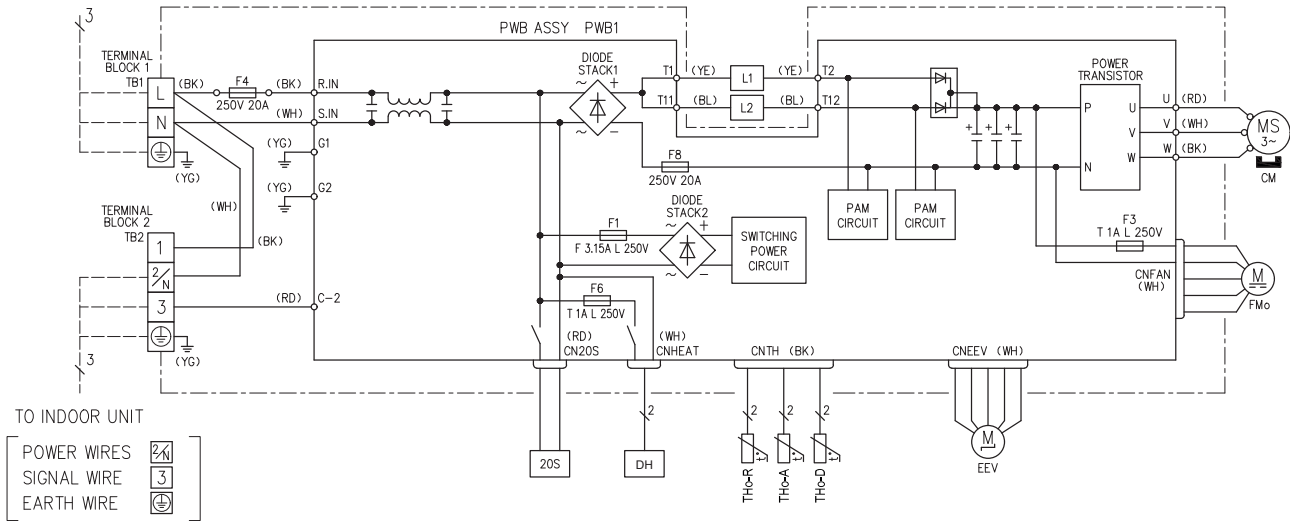 3
PWB ASSY PWB1
TERMINAL
BLOCK 1
TB1
L
N
(BK)
F4
250V 20A
(BK)
R.IN
(WH)
S.IN
(YG)
G1
(YG)
(YG)
G2
(WH)
(BK)
DIODE
STACK1
~
+
~
−
T1
(YE)
L1
(YE)
T2
T11
(BL)
L2
(BL)
T12
F8
250V 20A
PAM
CIRCUIT
PAM
CIRCUIT
+
+
+
POWER
TRANSISTOR
P
N
U
V
W
U
(RD)
V
(WH)
W
(BK)
MS
3~
CM
TERMINAL
BLOCK 2
TB2
1
2/N
3
(RD)
C-2
(YG)
3
F1
F 3.15A L 250V
DIODE
STACK2
~
+
~
−
SWITCHING
POWER
CIRCUIT
F6
T 1A L 250V
F3
T 1A L 250V
CNFAN
(WH)
M
FMo
(RD)
CN20S
(WH)
CNHEAT
CNTH (BK)
CNEEV (WH)
20S
2
DH
2
2
2
t°
t°
t°
THo-R
THo-A
THo-D
M
EEV
TO INDOOR UNIT
POWER WIRES 2/N
SIGNAL WIRE 3
EARTH WIRE